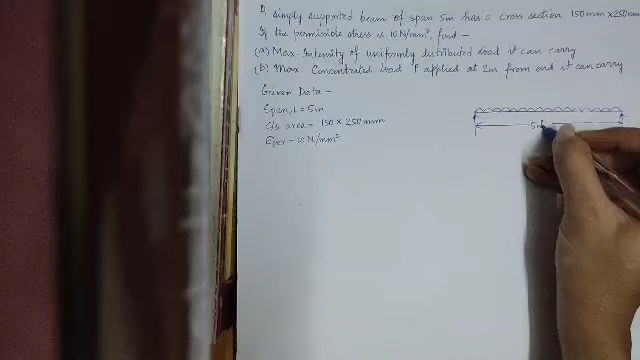 1) simply supported beam of span 5m has a cross section 150mm x250mm
If the permissible stress is 10 N/mm², find –
(a) Max. Intensity of uniformly distributed load it can carry
(b) Max. Concentrated load P applied at 2m from end it can carry.
Given Data –
Span, L = 5m
C/s area = 150 x 250mm
σper = 10 N/mm²
5m